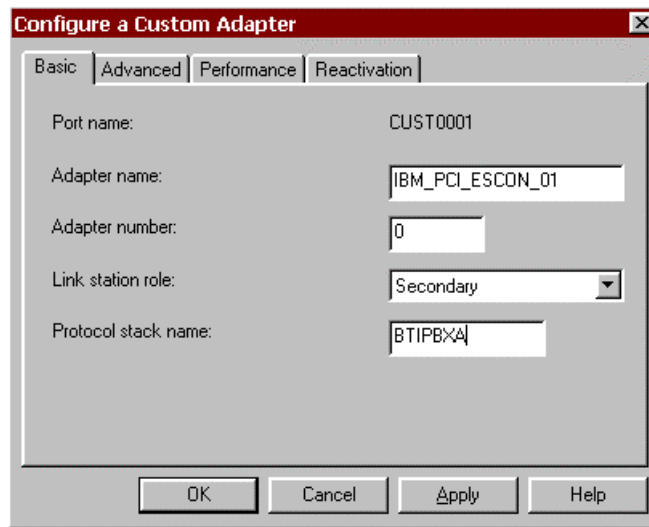 Configure a Custom Adapter
Basic Advanced Performance Reactivation
Port name: CUST0001
Adapter name: IBM_PCI_ESCON_01
Adapter number: 0
Link station role: Secondary
Protocol stack name: BTIPBXA
OK Cancel Apply Help